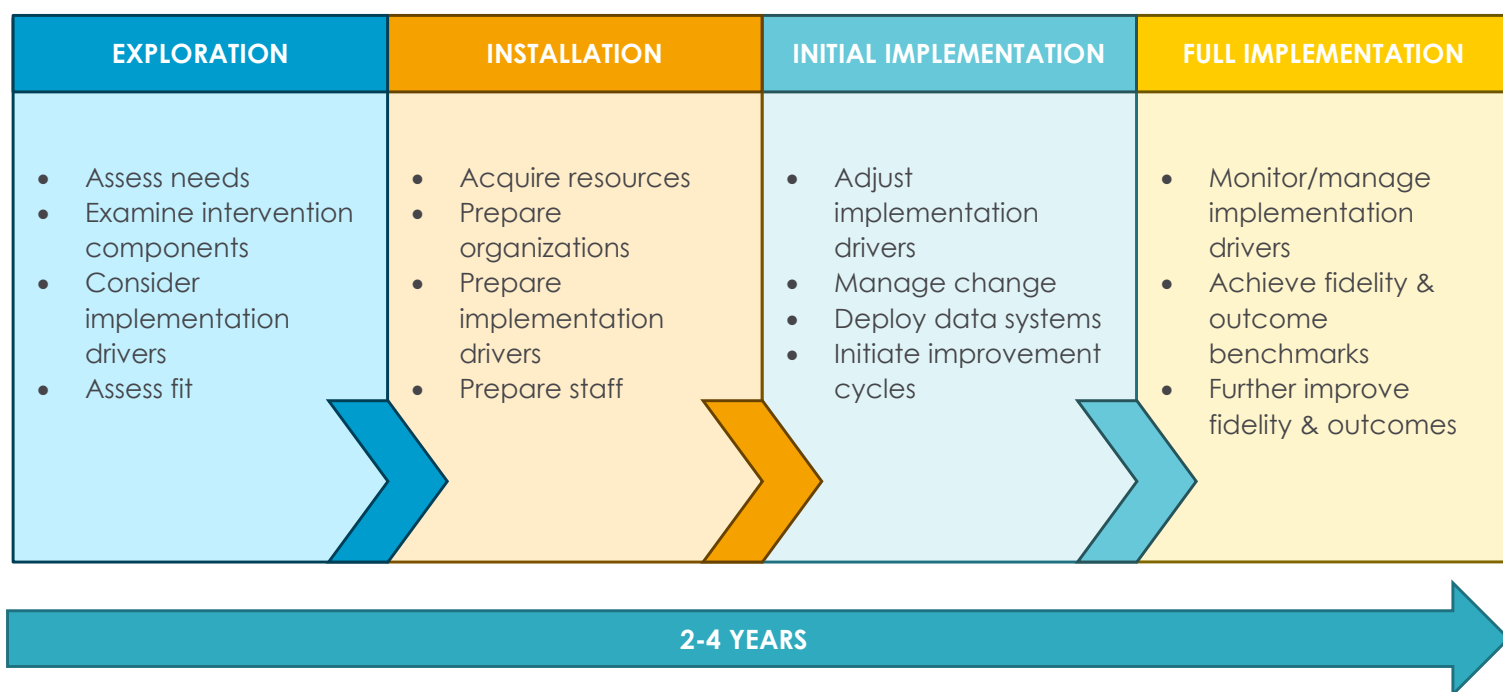 EXPLORATION
• Assess needs
• Examine intervention
components
• Consider
implementation
drivers
• Assess fit
INSTALLATION
• Acquire resources
• Prepare
organizations
• Prepare
implementation
drivers
• Prepare staff
INITIAL IMPLEMENTATION
• Adjust
implementation
drivers
• Manage change
• Deploy data systems
• Initiate improvement
cycles
FULL IMPLEMENTATION
• Monitor/manage
implementation
drivers
• Achieve fidelity &
outcome
benchmarks
• Further improve
fidelity & outcomes
2-4 YEARS